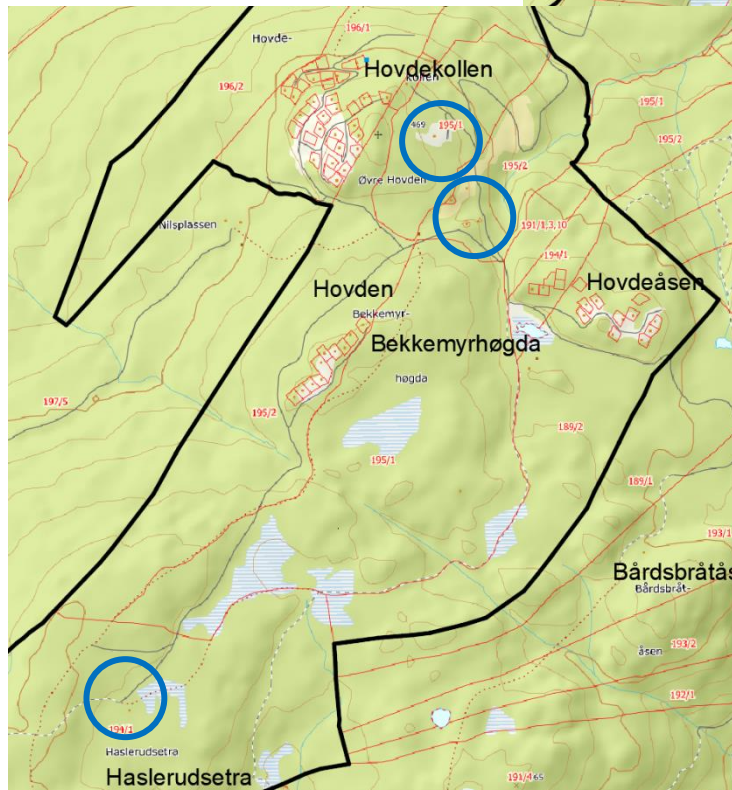 196/1
Hovde-
Hovdekollen
kollen
196/2
469
195/1
195/1
195/2
195/2
Øvre Hovden
Nilsplassen
191/1,3,10
194/1
Hovden
Hovdeåsen
Bekkemyr-
Bekkemyrhøgda
høgda
197/5
195/2
189/2
195/1
189/1
193/1
Bårdsbråtås
Bårdsbråt-
åsen
193/2
192/1
194/1
Haslerudsetra
Haslerudsetra
191/4
65